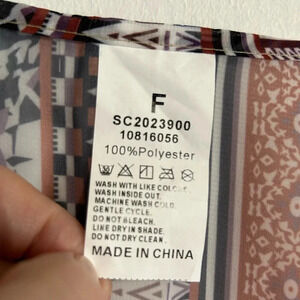 F
SC2023900
10816056
100%Polyester
WASH WITH LIKE COLORS.
WASH INSIDE OUT.
MACHINE WASH COLD.
GENTLE CYCLE.
DO NOT BLEACH.
LIKE DRY IN SHADE.
DO NOT DRY CLEAN.
MADE IN CHINA